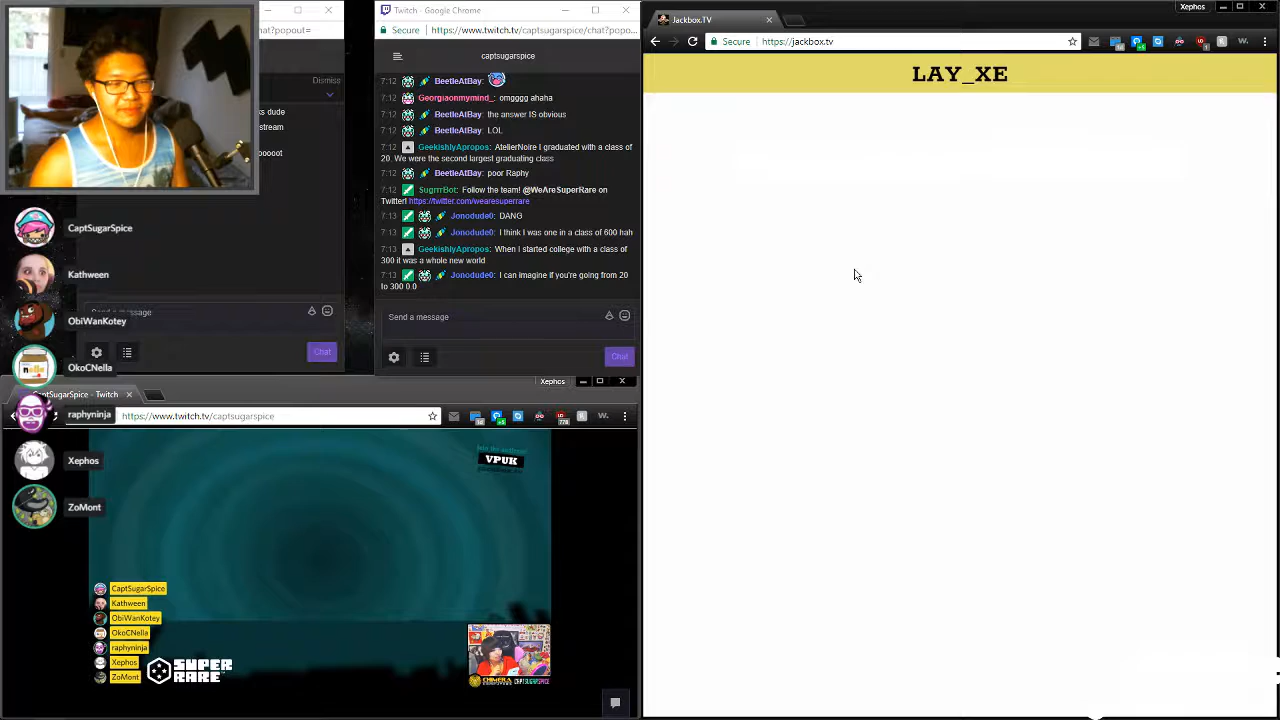 hat?popout=
Dismiss
ks dude
stream
pooot
Send a message
Chat
CaptSugarSpice
Kathween
ObiWanKotey
OkoCNella
raphyninja
Xephos
ZoMont
Twitch - Google Chrome
Secure https://www.twitch.tv/captsugarspice/chat?popo...
captsugarspice
7:12 BeetleAtBay:
7:12 Georgiaonmymind_: omgggg ahaha
7:12 BeetleAtBay: the answer IS obvious
7:12 BeetleAtBay: LOL
7:12 GeekishlyApropos: AtelierNoire I graduated with a class of
20. We were the second largest graduating class
7:12 BeetleAtBay: poor Raphy
7:12 SugrrrBot: Follow the team! @WeAreSuperRare on
Twitter! https://twitter.com/wearesuperrare
7:13 Jonodude0: DANG
7:13 Jonodude0: I think I was one in a class of 600 hah
7:13 GeekishlyApropos: When I started college with a class of
300 it was a whole new world
7:13 Jonodude0: I can imagine if you're going from 20
to 300 0.0
Send a message
Chat
Xephos
CaptSugarSpice - Twitch
https://www.twitch.tv/captsugarspice
VPUK
CaptSugarSpice
Kathween
ObiWanKotey
OkoCNella
raphyninja
Xephos
ZoMont
SUPER
RARE
Xephos
Jackbox.TV
Secure https://jackbox.tv
LAY_XE